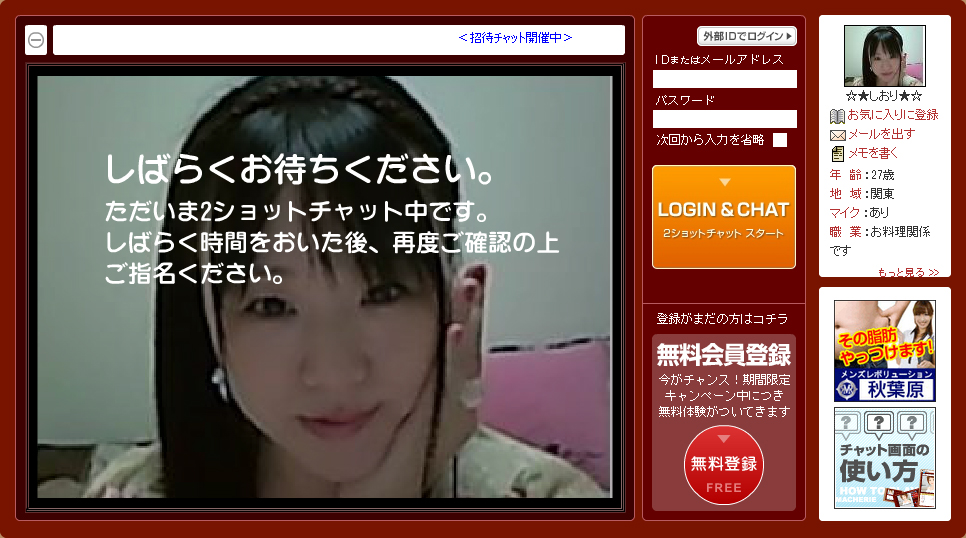 ＜招待チャット開催中＞
しばらくお待ちください。
ただいま2ショットチャット中です。
しばらく時間をおいた後、再度ご確認の上
ご指名ください。
外部IDでログイン
IDまたはメールアドレス
パスワード
次回から入力を省略
LOGIN & CHAT
2ショットチャット スタート
登録がまだの方はコチラ
無料会員登録
今がチャンス！期間限定
キャンペーン中につき
無料体験がついてきます
無料登録
FREE
☆★しおり★☆
お気に入りに登録
メールを出す
メモを書く
年 齢：27歳
地 域：関東
マイク：あり
職 業：お料理関係
です
もっと見る >>
その脂肪
やっつけます!
メンズレボリューション
MR
秋葉原
? ? ?
チャット画面の
使い方